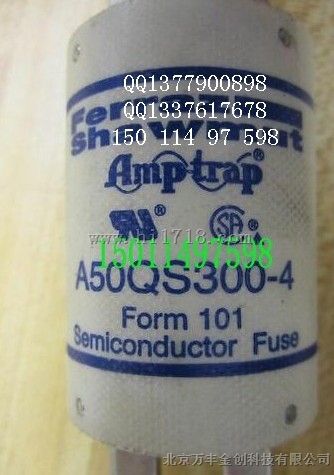 QQ1377900898
QQ1337617678
150 114 97 598
Amp-trap®
15011497598
A50QS300-4
Form 101
Semiconductor Fuse
北京万丰金创科技有限公司